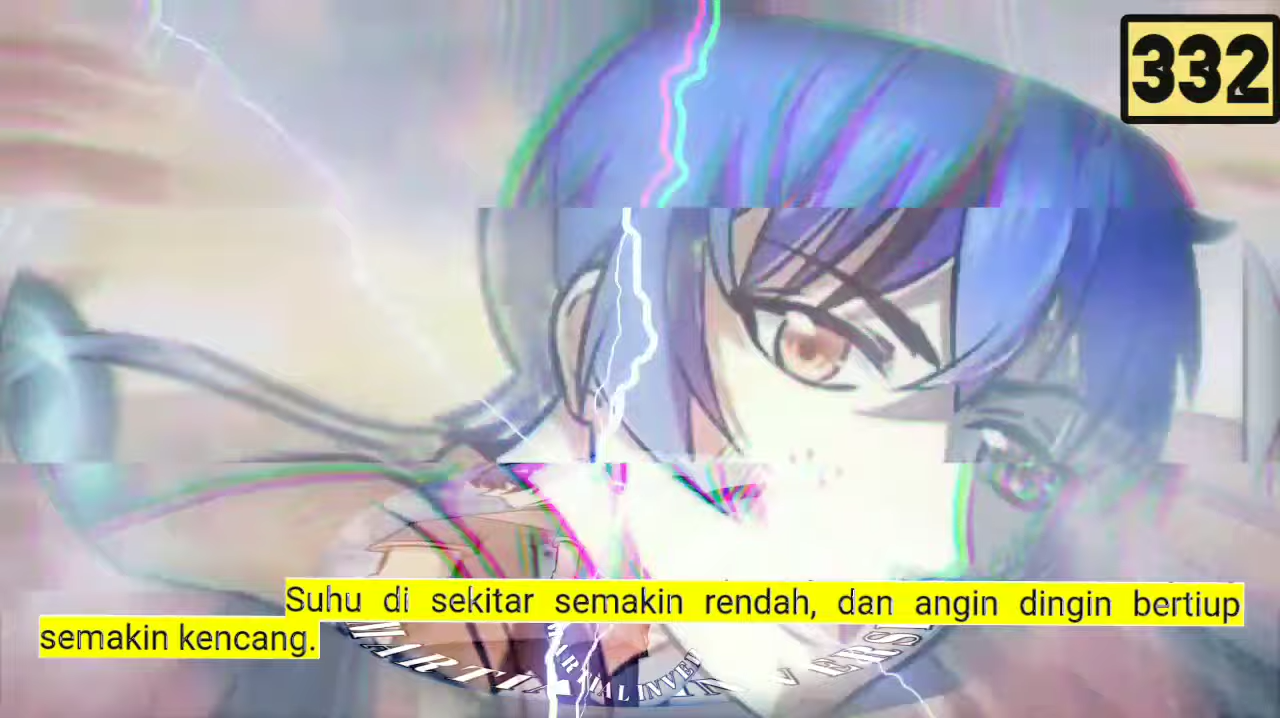 332
Suhu di sekitar semakin rendah, dan angin dingin bertiup
semakin kencang.